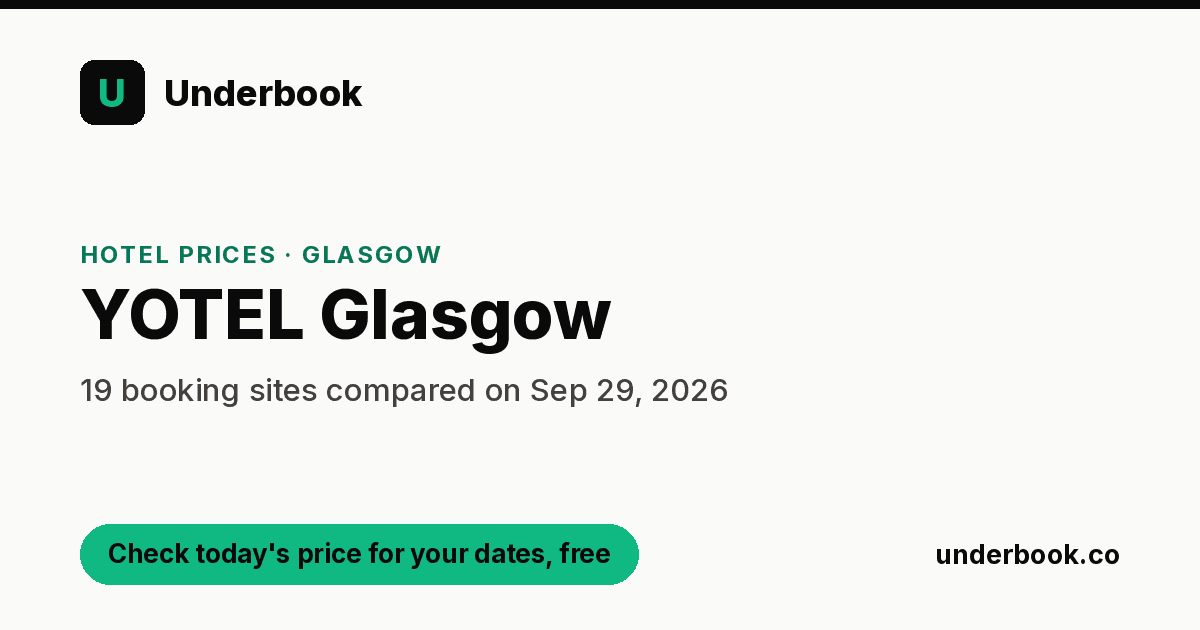 U Underbook
HOTEL PRICES · GLASGOW
YOTEL Glasgow
19 booking sites compared on Sep 29, 2026
Check today's price for your dates, free
underbook.co